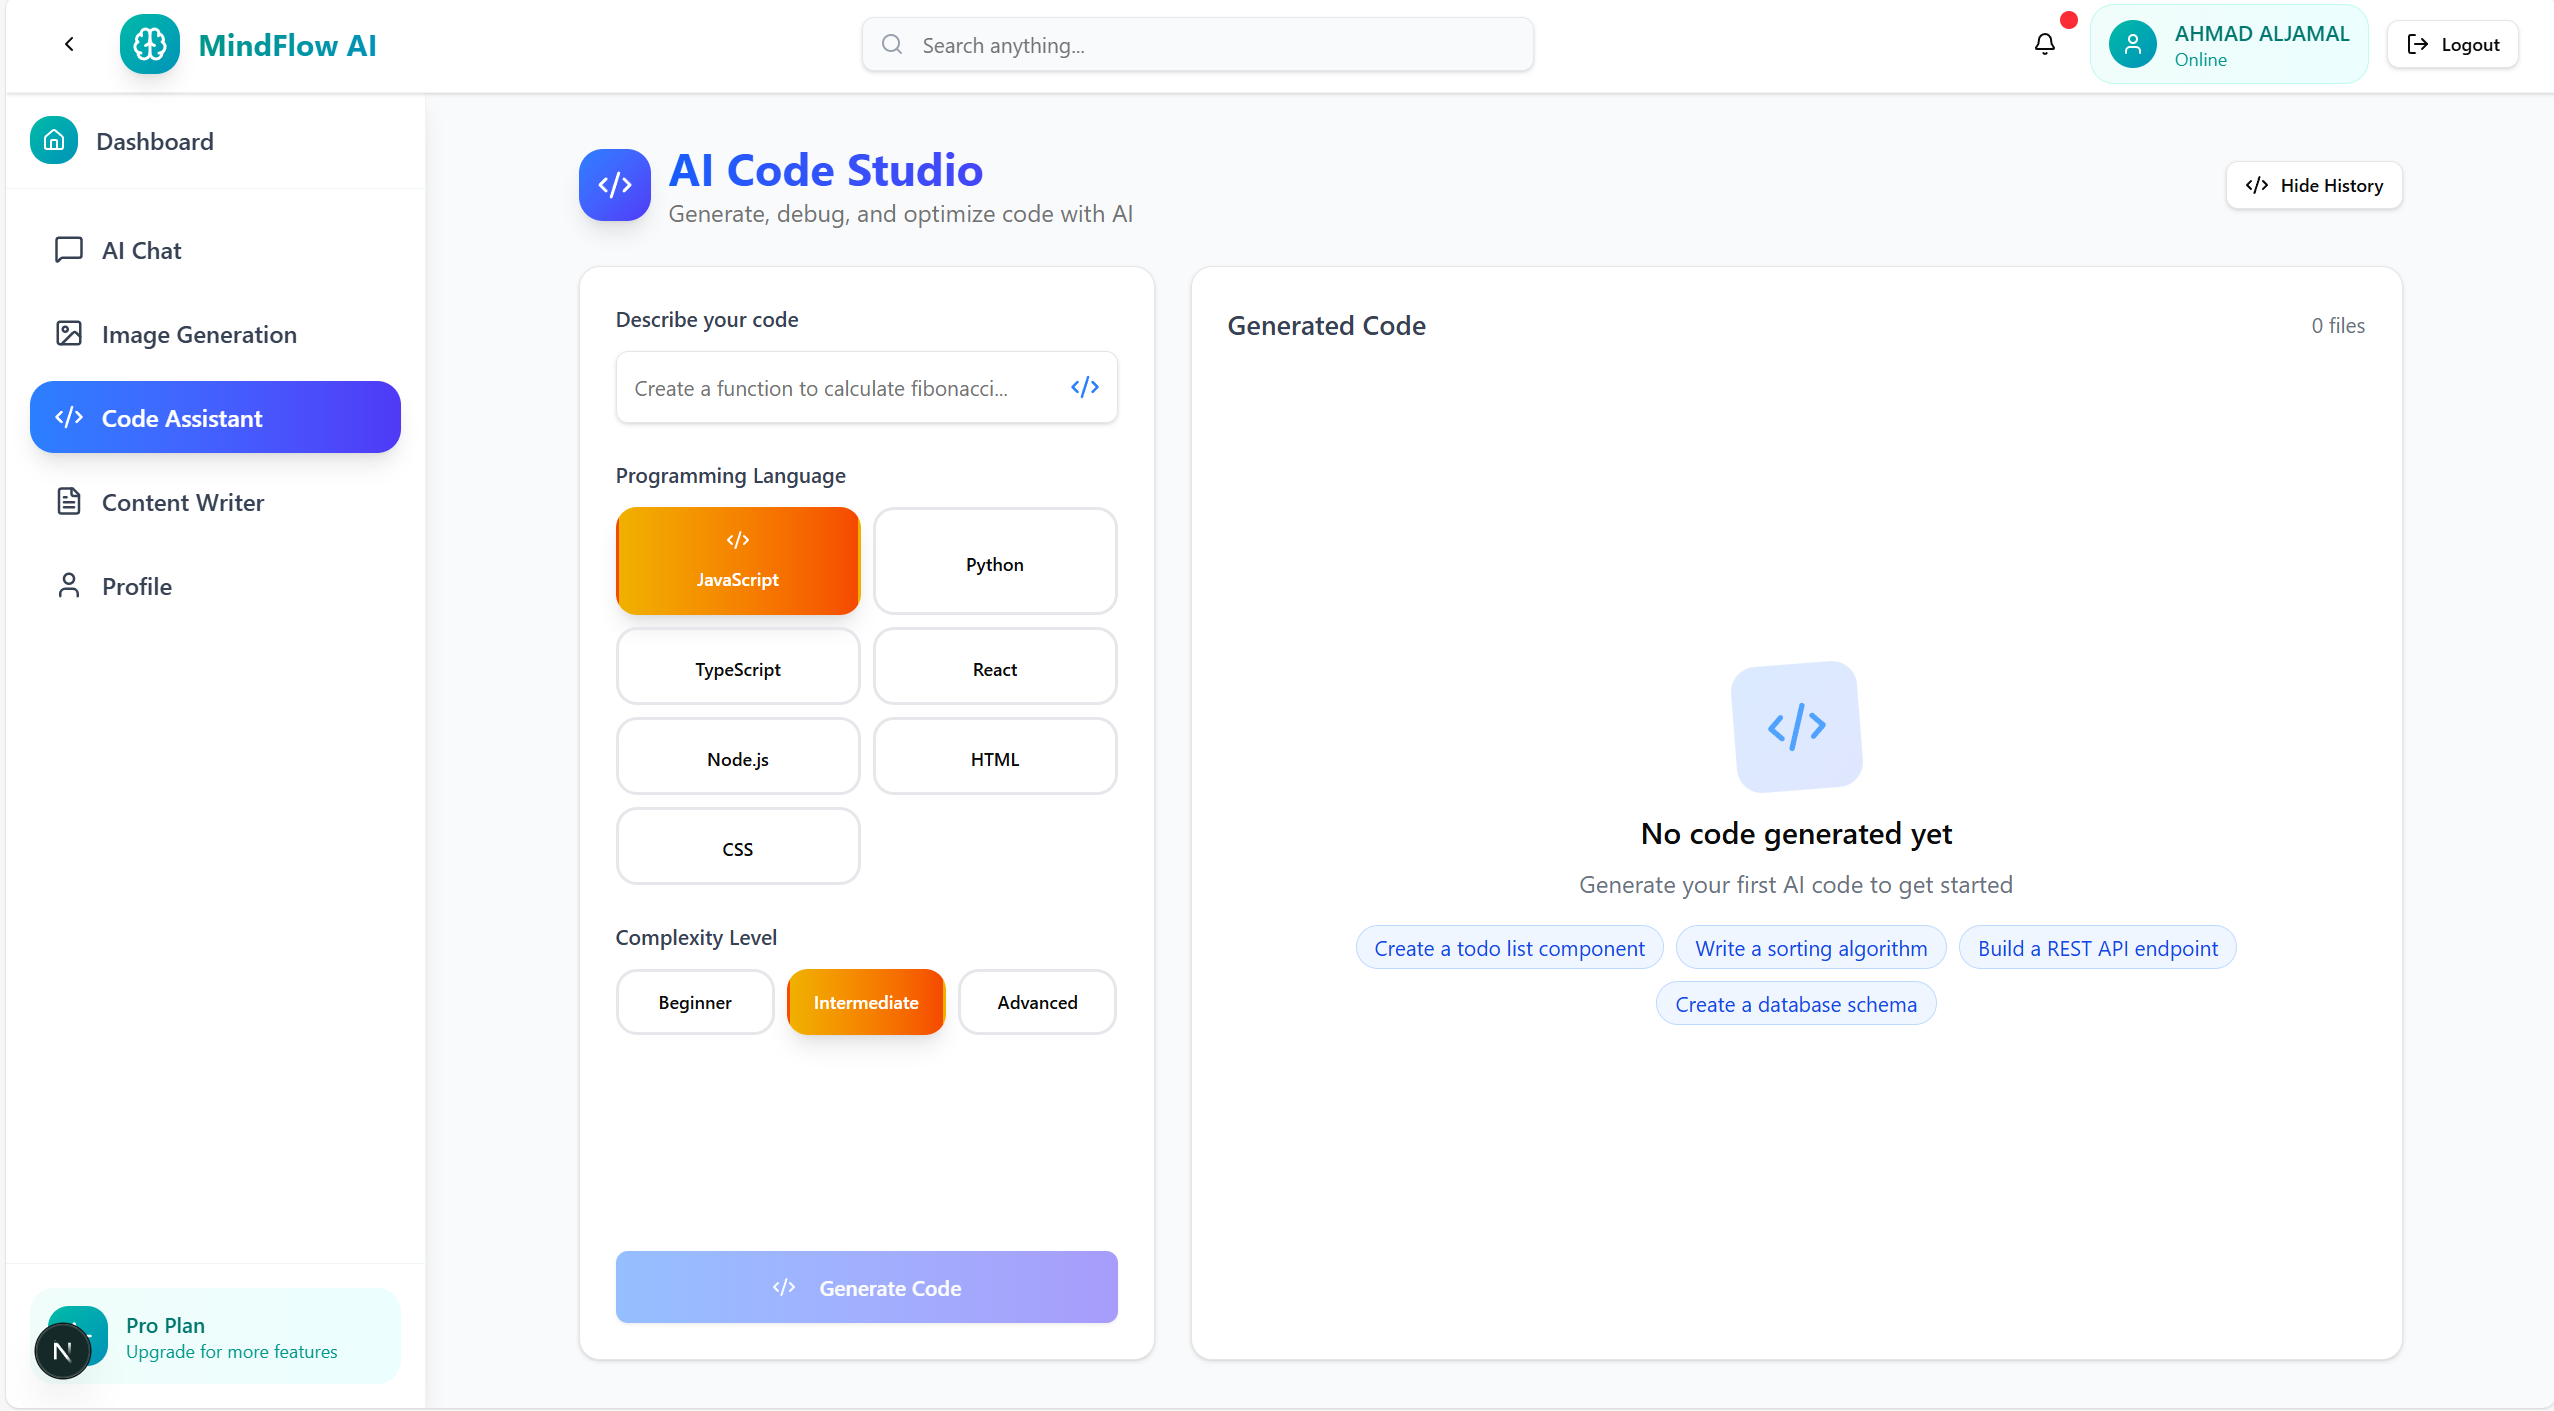 MindFlow AI
Search anything...
AHMAD ALJAMAL
Online
Logout
Dashboard
AI Chat
Image Generation
Code Assistant
Content Writer
Profile
Pro Plan
Upgrade for more features
N
AI Code Studio
Generate, debug, and optimize code with AI
Hide History
Describe your code
Create a function to calculate fibonacci...
Programming Language
JavaScript
Python
TypeScript
React
Node.js
HTML
CSS
Complexity Level
Beginner
Intermediate
Advanced
Generate Code
Generated Code
0 files
No code generated yet
Generate your first AI code to get started
Create a todo list component
Write a sorting algorithm
Build a REST API endpoint
Create a database schema